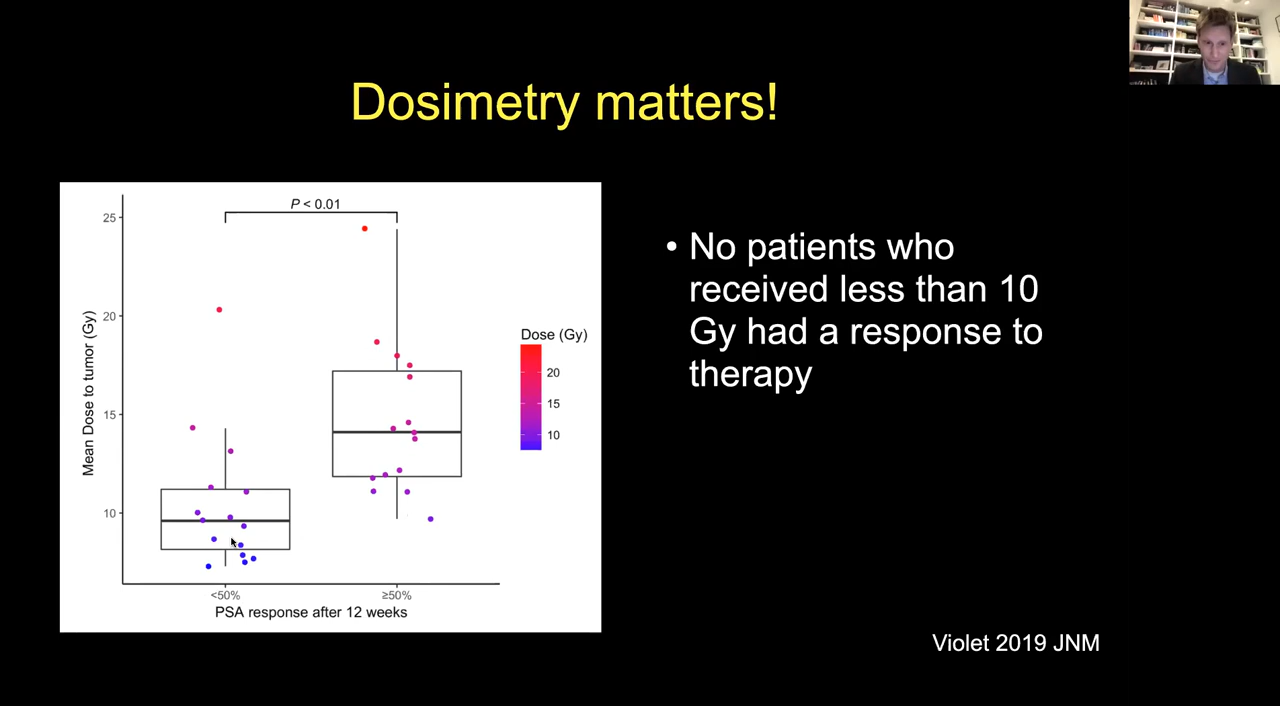 Dosimetry matters!
P < 0.01
25
20
15
10
Mean Dose to tumor (Gy)
<50%
≥50%
PSA response after 12 weeks
Dose (Gy)
20
15
10
• No patients who
received less than 10
Gy had a response to
therapy
Violet 2019 JNM